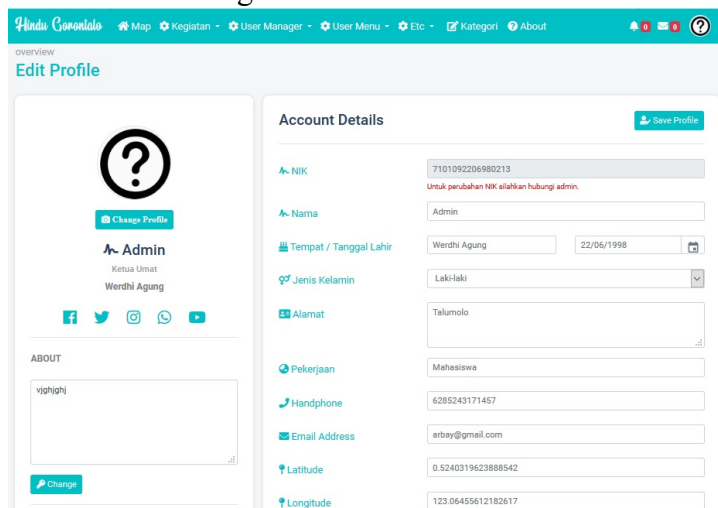 Hindu Gorontalo Map Kegiatan User Manager User Menu Etc Kategori About 0 0
overview
Edit Profile
Change Profile
Admin
Ketua Umat
Werdhi Agung
ABOUT
vjghjghj
Change
Account Details Save Profile
NIK 7101092206980213
Untuk perubahan NIK silahkan hubungi admin.
Nama Admin
Tempat / Tanggal Lahir Werdhi Agung 22/06/1998
Jenis Kelamin Laki-laki
Alamat Talumolo
Pekerjaan Mahasiswa
Handphone 6285243171457
Email Address arbay@gmail.com
Latitude 0.5240319623888542
Longitude 123.06455612182617